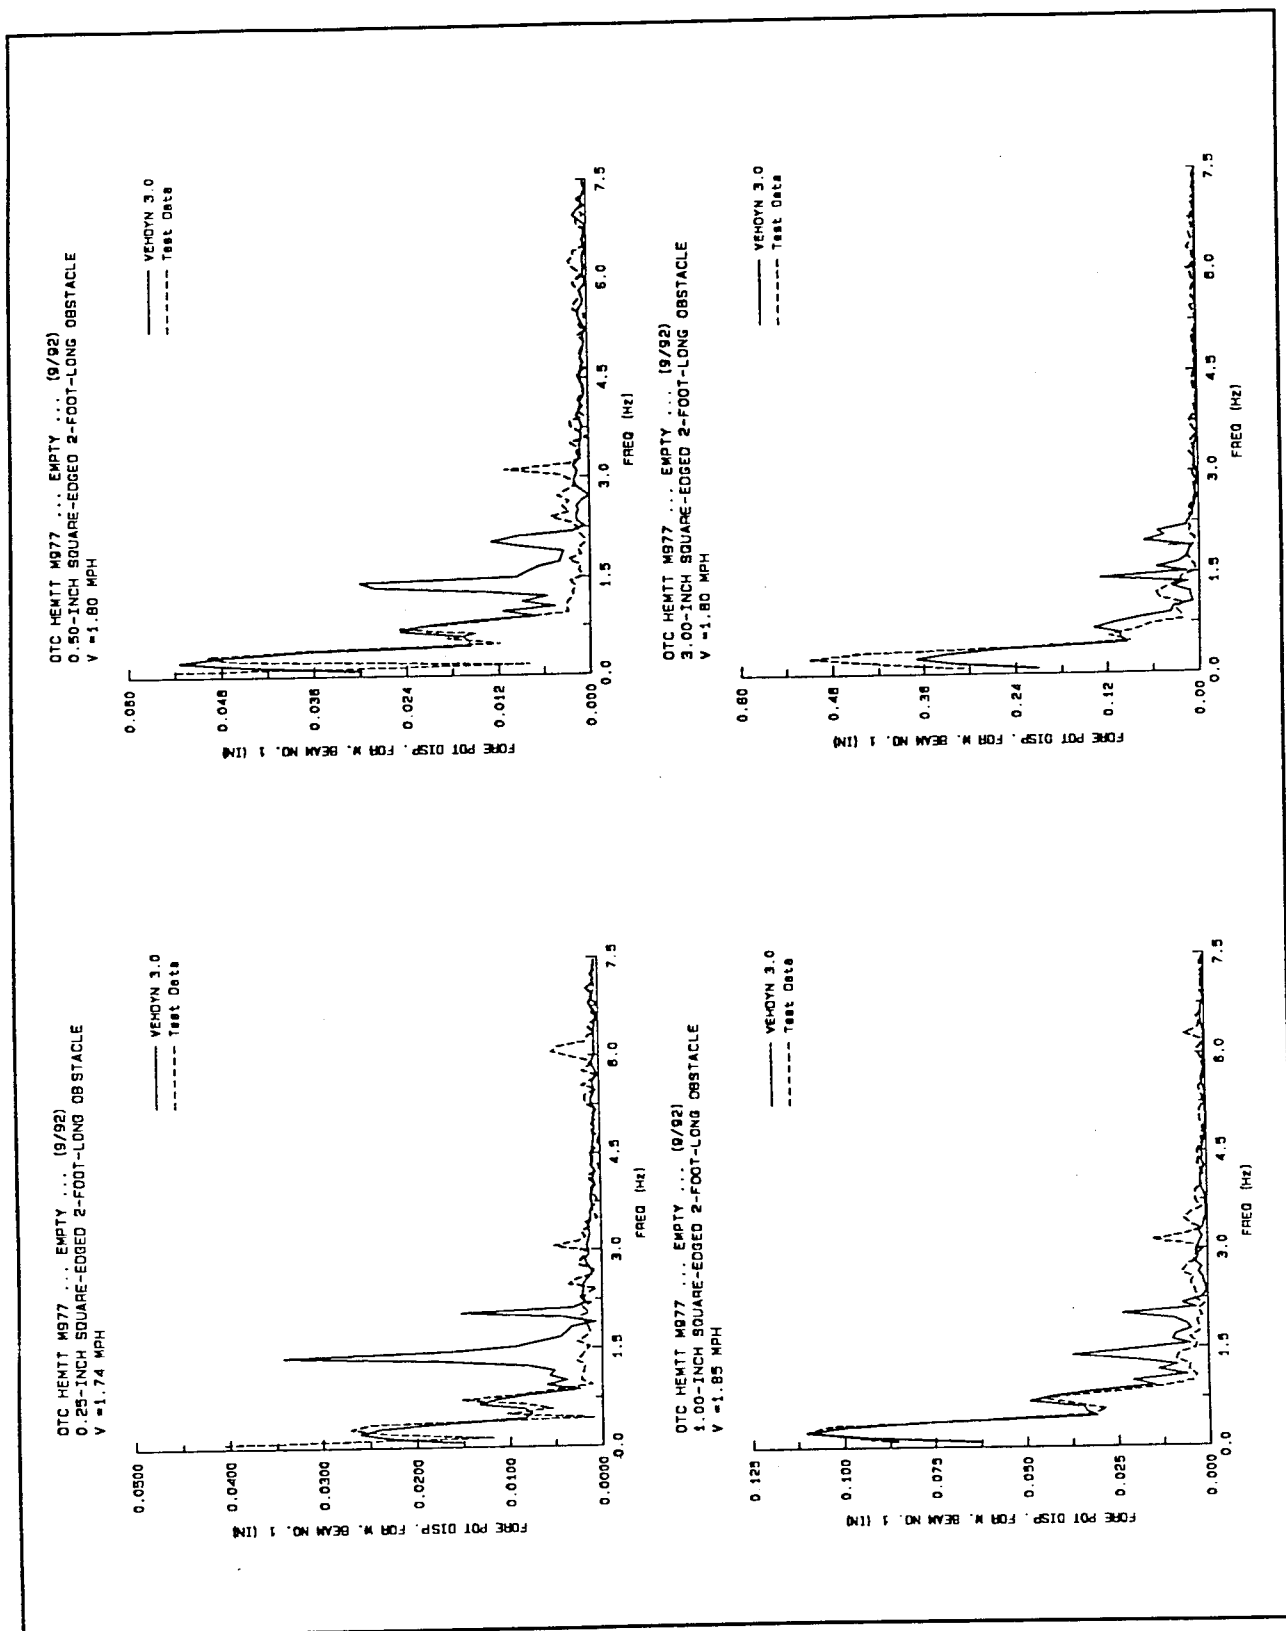 OTC HEMTT M977 ... EMPTY ... (9/92)
0.25-INCH SQUARE-EDGED 2-FOOT-LONG OBSTACLE
V =1.74 MPH
VEHDYN 3.0
Test Data
0.0500
0.0400
0.0300
0.0200
0.0100
0.0000
FORE POT DISP. FOR W. BEAM NO. 1 (IN)
0.0
1.5
3.0
4.5
6.0
7.5
FREQ (Hz)
OTC HEMTT M977 ... EMPTY ... (9/92)
0.50-INCH SQUARE-EDGED 2-FOOT-LONG OBSTACLE
V =1.80 MPH
VEHDYN 3.0
Test Data
0.060
0.048
0.036
0.024
0.012
0.000
FORE POT DISP. FOR W. BEAM NO. 1 (IN)
0.0
1.5
3.0
4.5
6.0
7.5
FREQ (Hz)
OTC HEMTT M977 ... EMPTY ... (9/92)
1.00-INCH SQUARE-EDGED 2-FOOT-LONG OBSTACLE
V =1.85 MPH
VEHDYN 3.0
Test Data
0.125
0.100
0.075
0.050
0.025
0.000
FORE POT DISP. FOR W. BEAM NO. 1 (IN)
0.0
1.5
3.0
4.5
6.0
7.5
FREQ (Hz)
OTC HEMTT M977 ... EMPTY ... (9/92)
3.00-INCH SQUARE-EDGED 2-FOOT-LONG OBSTACLE
V =1.80 MPH
VEHDYN 3.0
Test Data
0.60
0.48
0.36
0.24
0.12
0.00
FORE POT DISP. FOR W. BEAM NO. 1 (IN)
0.0
1.5
3.0
4.5
6.0
7.5
FREQ (Hz)